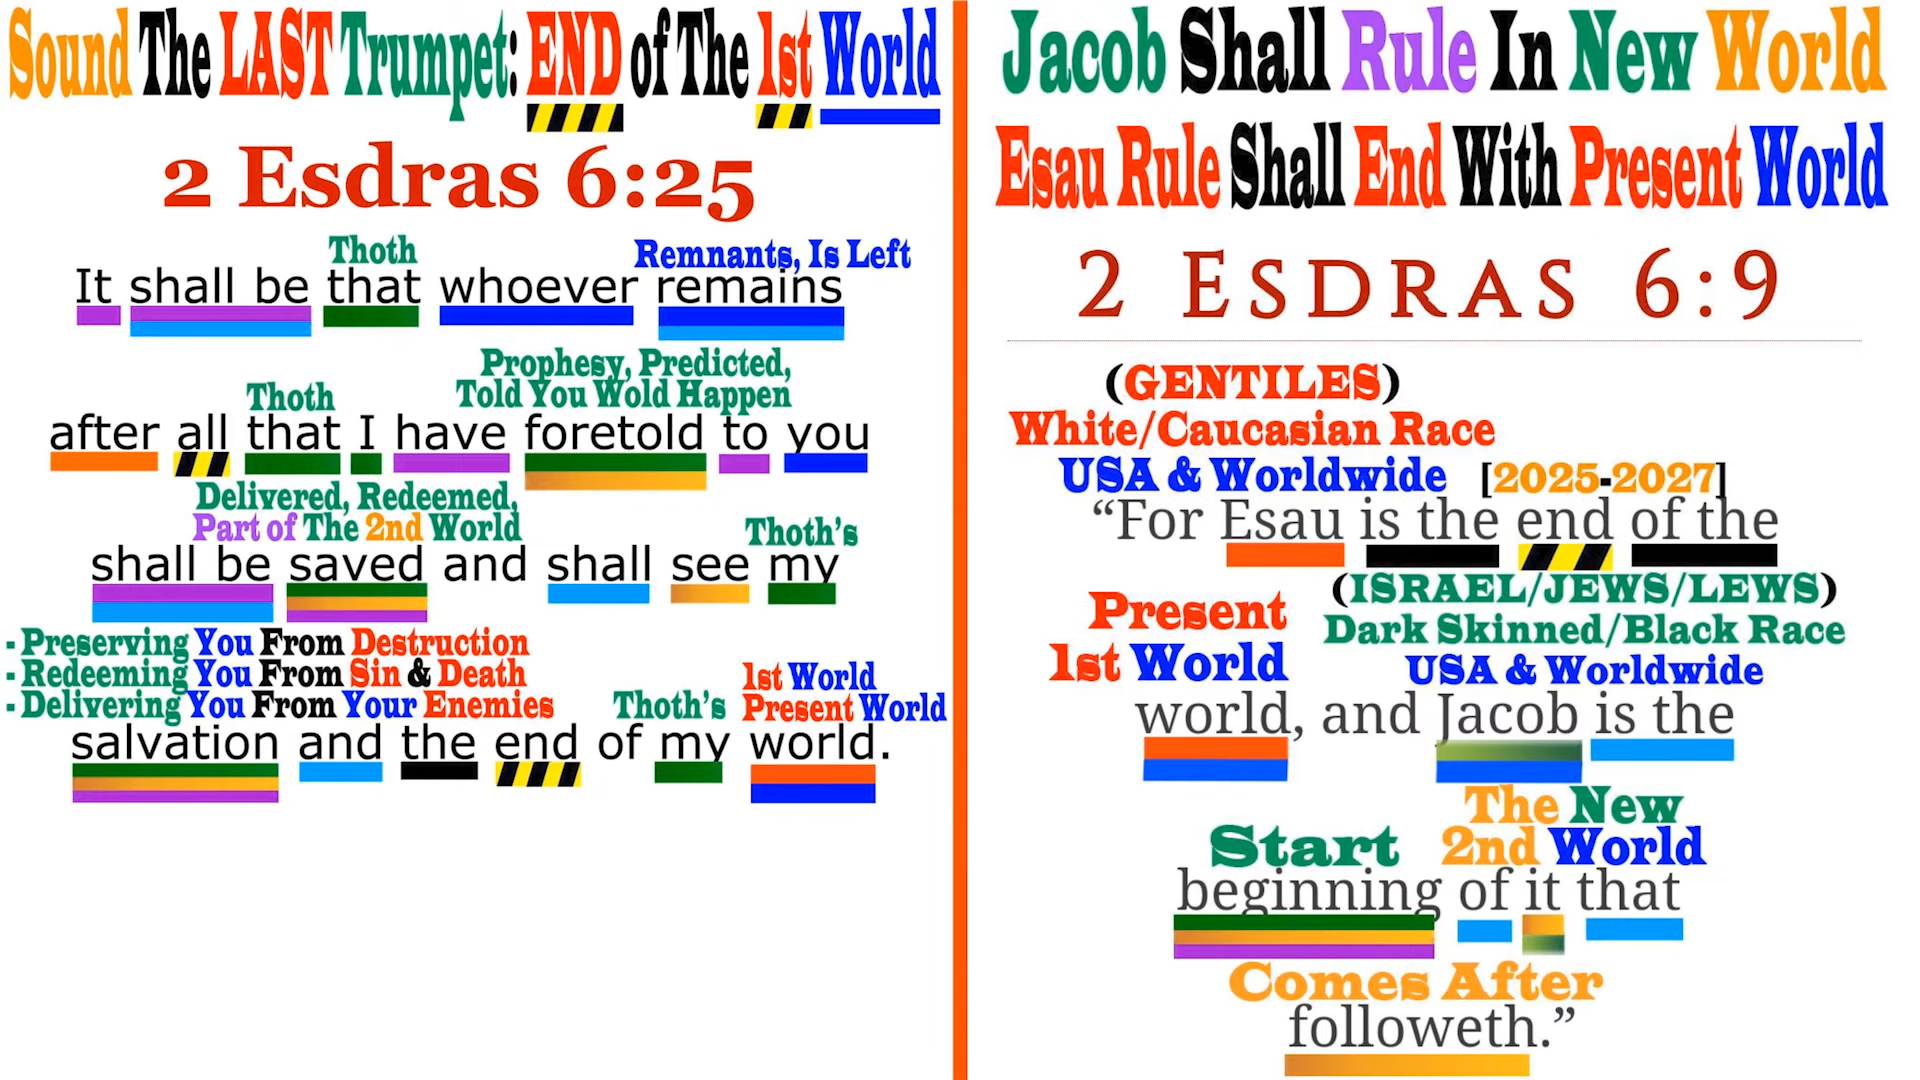 Sound The LAST Trumpet: END of The 1st World
2 Esdras 6:25
Thoth
Remnants, Is Left
It shall be that whoever remains
Prophesy, Predicted,
Thoth
Told You Wold Happen
after all that I have foretold to you
Delivered, Redeemed,
Part of The 2nd World
Thoth's
shall be saved and shall see my
- Preserving You From Destruction
- Redeeming You From Sin & Death
- Delivering You From Your Enemies
Thoth's
1st World
Present World
salvation and the end of my world.
Jacob Shall Rule In New World
Esau Rule Shall End With Present World
2 ESDRAS 6:9
(GENTILES)
White/Caucasian Race
USA & Worldwide [2025-2027]
“For Esau is the end of the
Present
1st World
(ISRAEL/JEWS/LEWS)
Dark Skinned/Black Race
USA & Worldwide
world, and Jacob is the
Start
The New
2nd World
beginning of it that
Comes After
followeth.”